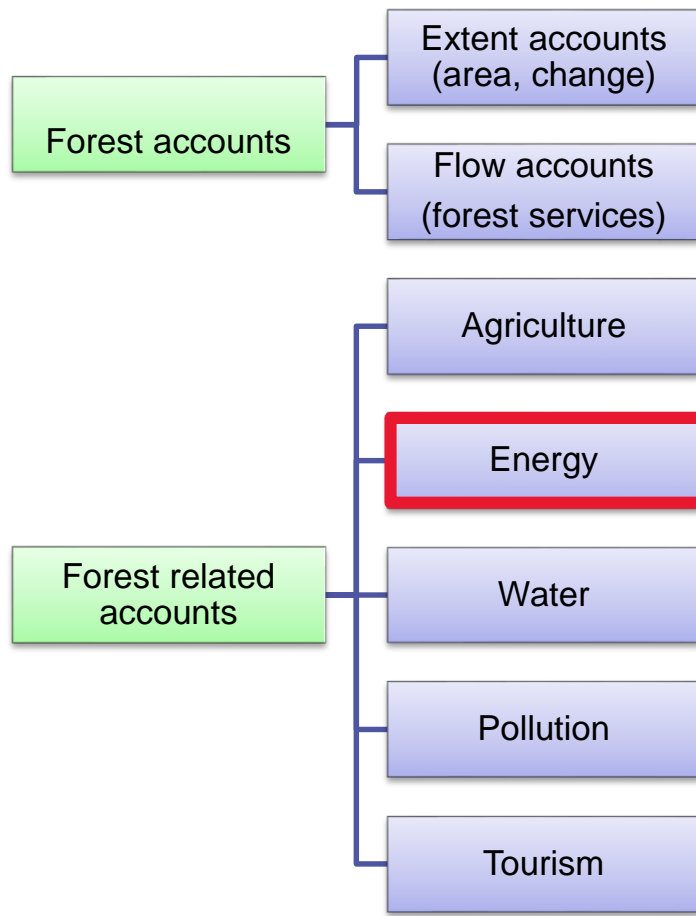 Forest accounts
Extent accounts
(area, change)
Flow accounts
(forest services)
Forest related
accounts
Agriculture
Energy
Water
Pollution
Tourism